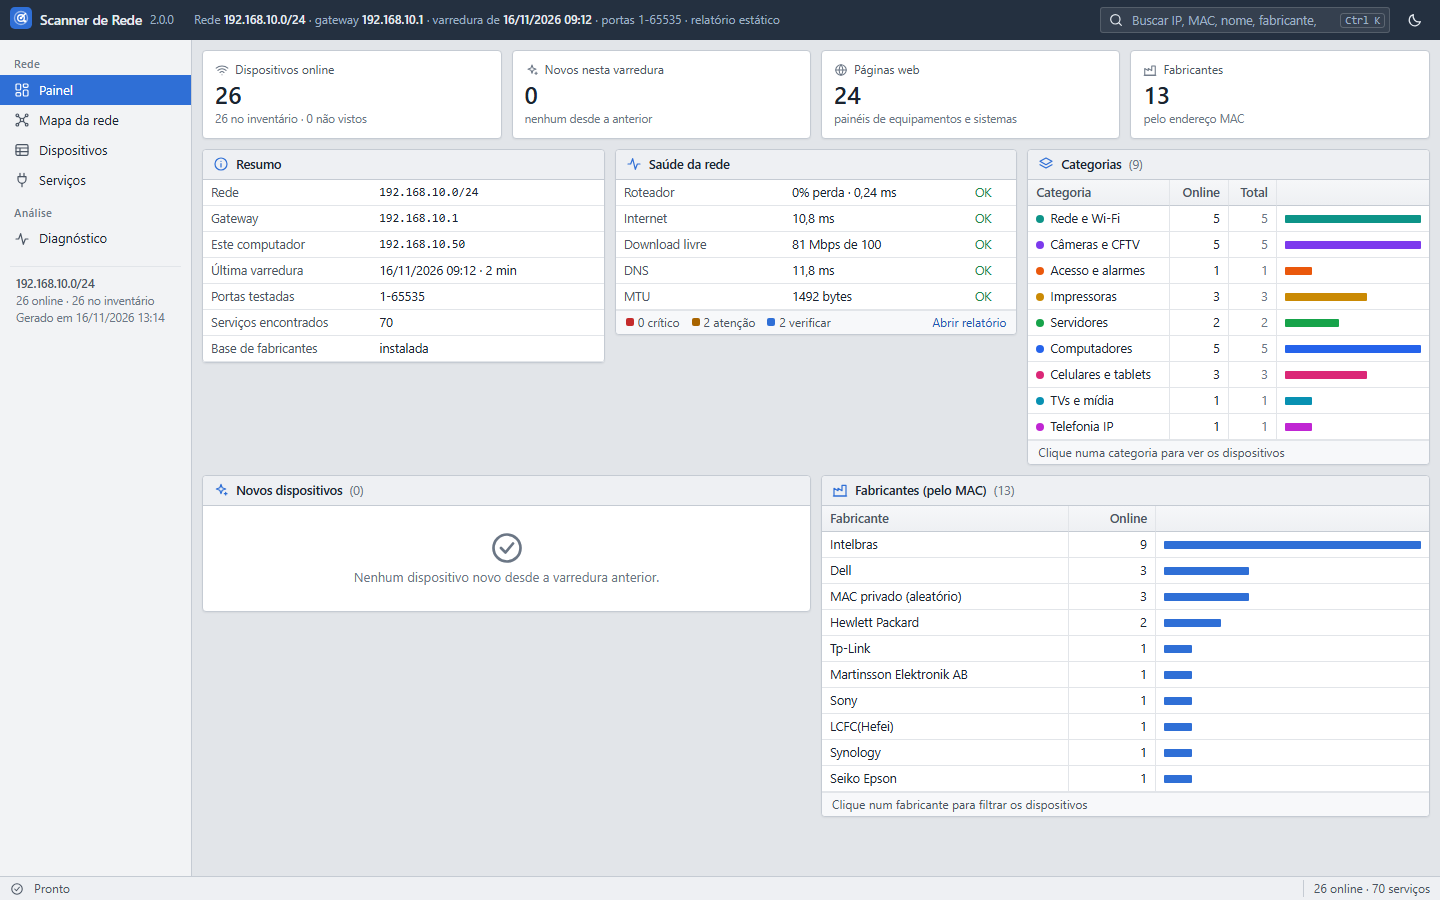 Scanner de Rede 2.0.0
Rede 192.168.10.0/24 · gateway 192.168.10.1 · varredura de 16/11/2026 09:12 · portas 1-65535 · relatório estático
Buscar IP, MAC, nome, fabricante, Ctrl K
Rede
Painel
Mapa da rede
Dispositivos
Serviços
Análise
Diagnóstico
192.168.10.0/24
26 online · 26 no inventário
Gerado em 16/11/2026 13:14
Dispositivos online
26
26 no inventário · 0 não vistos
Novos nesta varredura
0
nenhum desde a anterior
Páginas web
24
painéis de equipamentos e sistemas
Fabricantes
13
pelo endereço MAC
Resumo
Rede 192.168.10.0/24
Gateway 192.168.10.1
Este computador 192.168.10.50
Última varredura 16/11/2026 09:12 · 2 min
Portas testadas 1-65535
Serviços encontrados 70
Base de fabricantes instalada
Saúde da rede
Roteador 0% perda · 0,24 ms OK
Internet 10,8 ms OK
Download livre 81 Mbps de 100 OK
DNS 11,8 ms OK
MTU 1492 bytes OK
0 crítico 2 atenção 2 verificar Abrir relatório
Categorias (9)
Categoria Online Total
Rede e Wi-Fi 5 5
Câmeras e CFTV 5 5
Acesso e alarmes 1 1
Impressoras 3 3
Servidores 2 2
Computadores 5 5
Celulares e tablets 3 3
TVs e mídia 1 1
Telefonia IP 1 1
Clique numa categoria para ver os dispositivos
Novos dispositivos (0)
Nenhum dispositivo novo desde a varredura anterior.
Fabricantes (pelo MAC) (13)
Fabricante Online
Intelbras 9
Dell 3
MAC privado (aleatório) 3
Hewlett Packard 2
Tp-Link 1
Martinsson Elektronik AB 1
Sony 1
LCFC(Hefei) 1
Synology 1
Seiko Epson 1
Clique num fabricante para filtrar os dispositivos
Pronto
26 online · 70 serviços